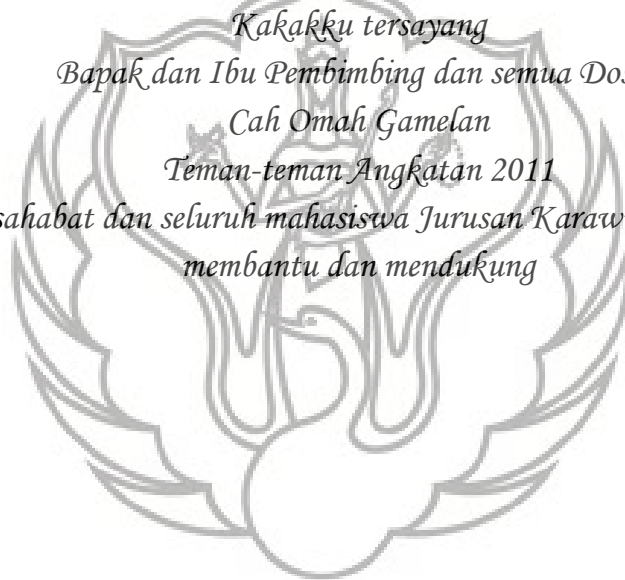 Kakakku tersayang
Bapak dan Ibu Pembimbing dan semua
Cah Omah Gamelan
Teman-teman Angkatan 2011
sahabat dan seluruh mahasiswa Jurusan
membantu dan mendukung